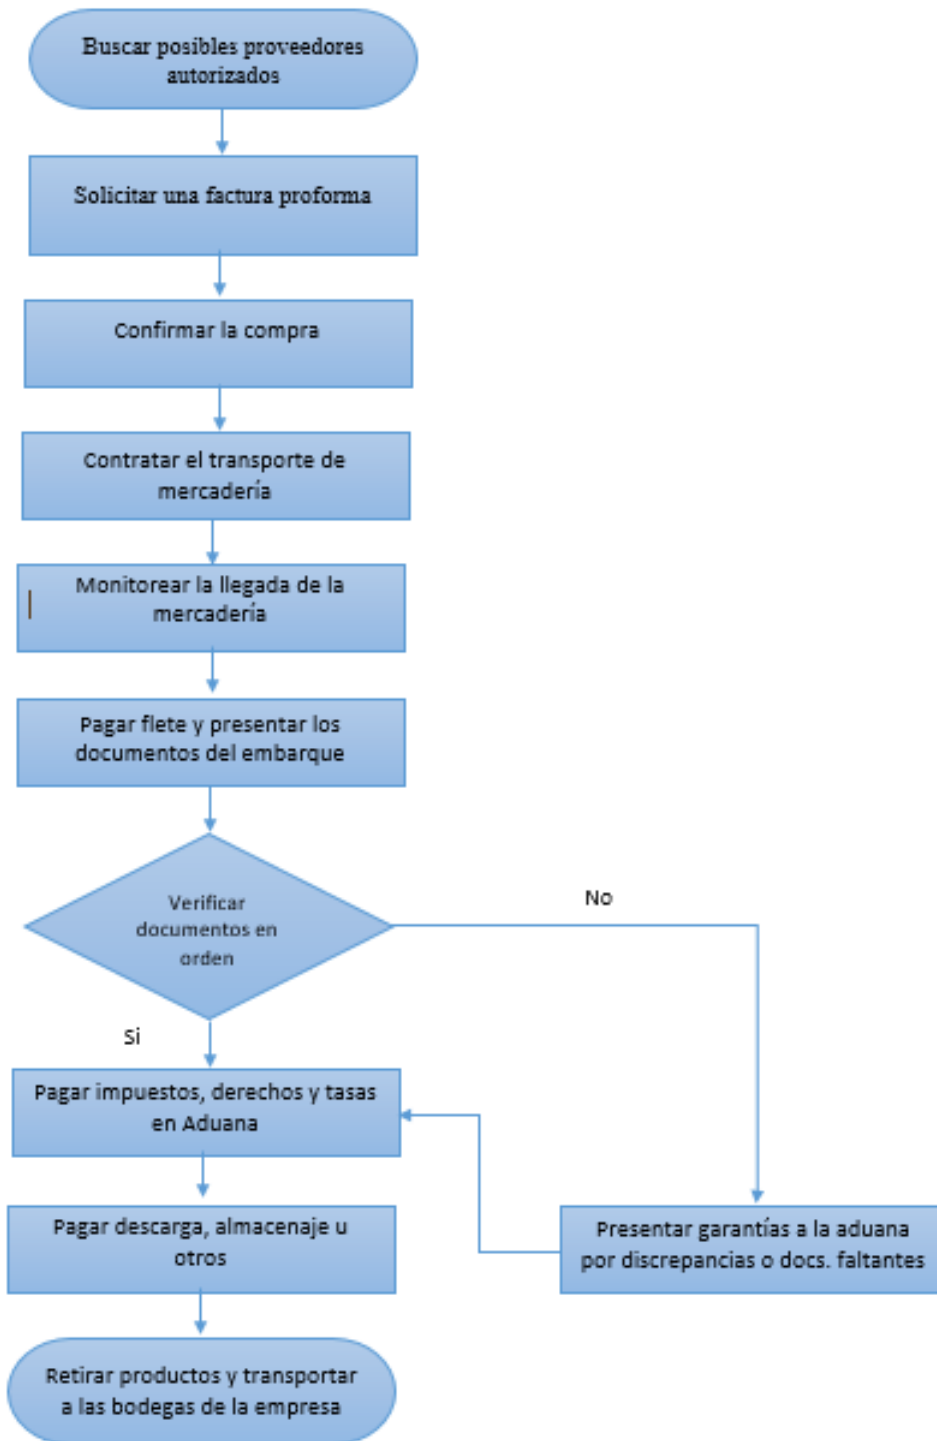 Buscar posibles proveedores
autorizados
Solicitar una factura proforma
Confirmar la compra
Contratar el transporte de
mercadería
Monitorear la llegada de la
mercadería
Pagar flete y presentar los
documentos del embarque
Verificar
documentos en
orden
No
Si
Pagar impuestos, derechos y tasas
en Aduana
Pagar descarga, almacenaje u
otros
Presentar garantías a la aduana
por discrepancias o docs. faltantes
Retirar productos y transportar
a las bodegas de la empresa